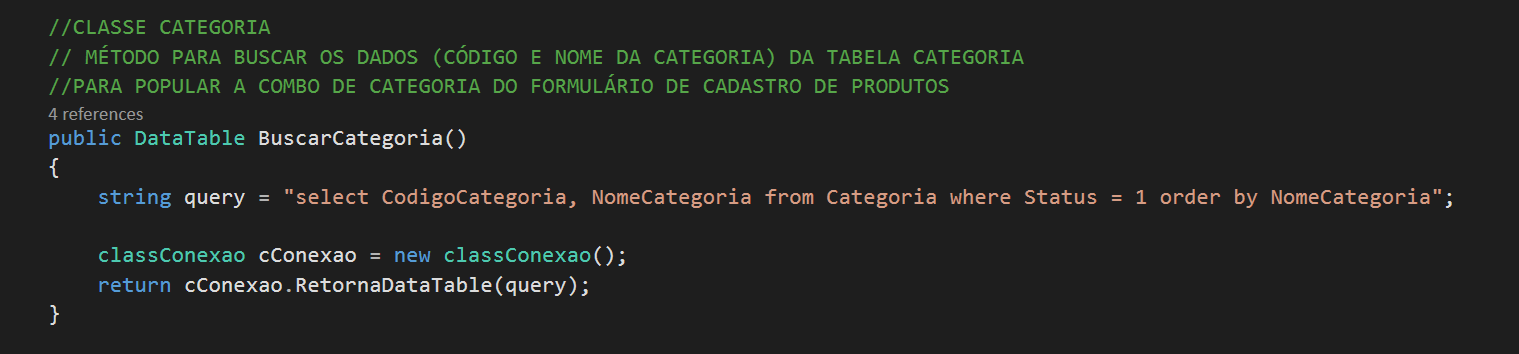 //CLASSE CATEGORIA
// MÉTODO PARA BUSCAR OS DADOS (CÓDIGO E NOME DA CATEGORIA) DA TABELA CATEGORIA
//PARA POPULAR A COMBO DE CATEGORIA DO FORMULÁRIO DE CADASTRO DE PRODUTOS
4 references
public DataTable BuscarCategoria()
{
    string query = "select CodigoCategoria, NomeCategoria from Categoria where Status = 1 order by NomeCategoria";
    classConexao cConexao = new classConexao();
    return cConexao.RetornaDataTable(query);
}